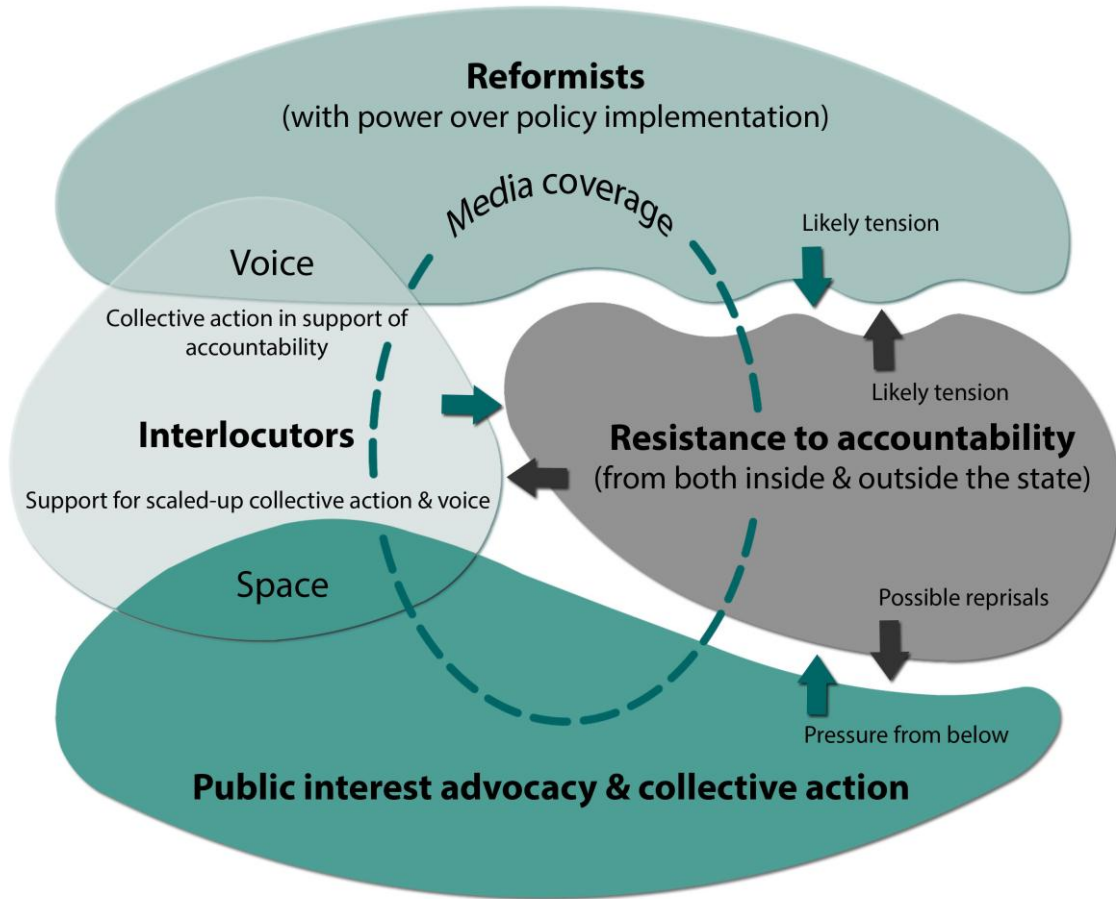 Reformists
(with power over policy implementation)
Media coverage
Likely tension
Voice
Collective action in support of
accountability
Likely tension
Interlocutors
Resistance to accountability
(from both inside & outside the state)
Support for scaled-up collective action & voice
Space
Possible reprisals
Pressure from below
Public interest advocacy & collective action